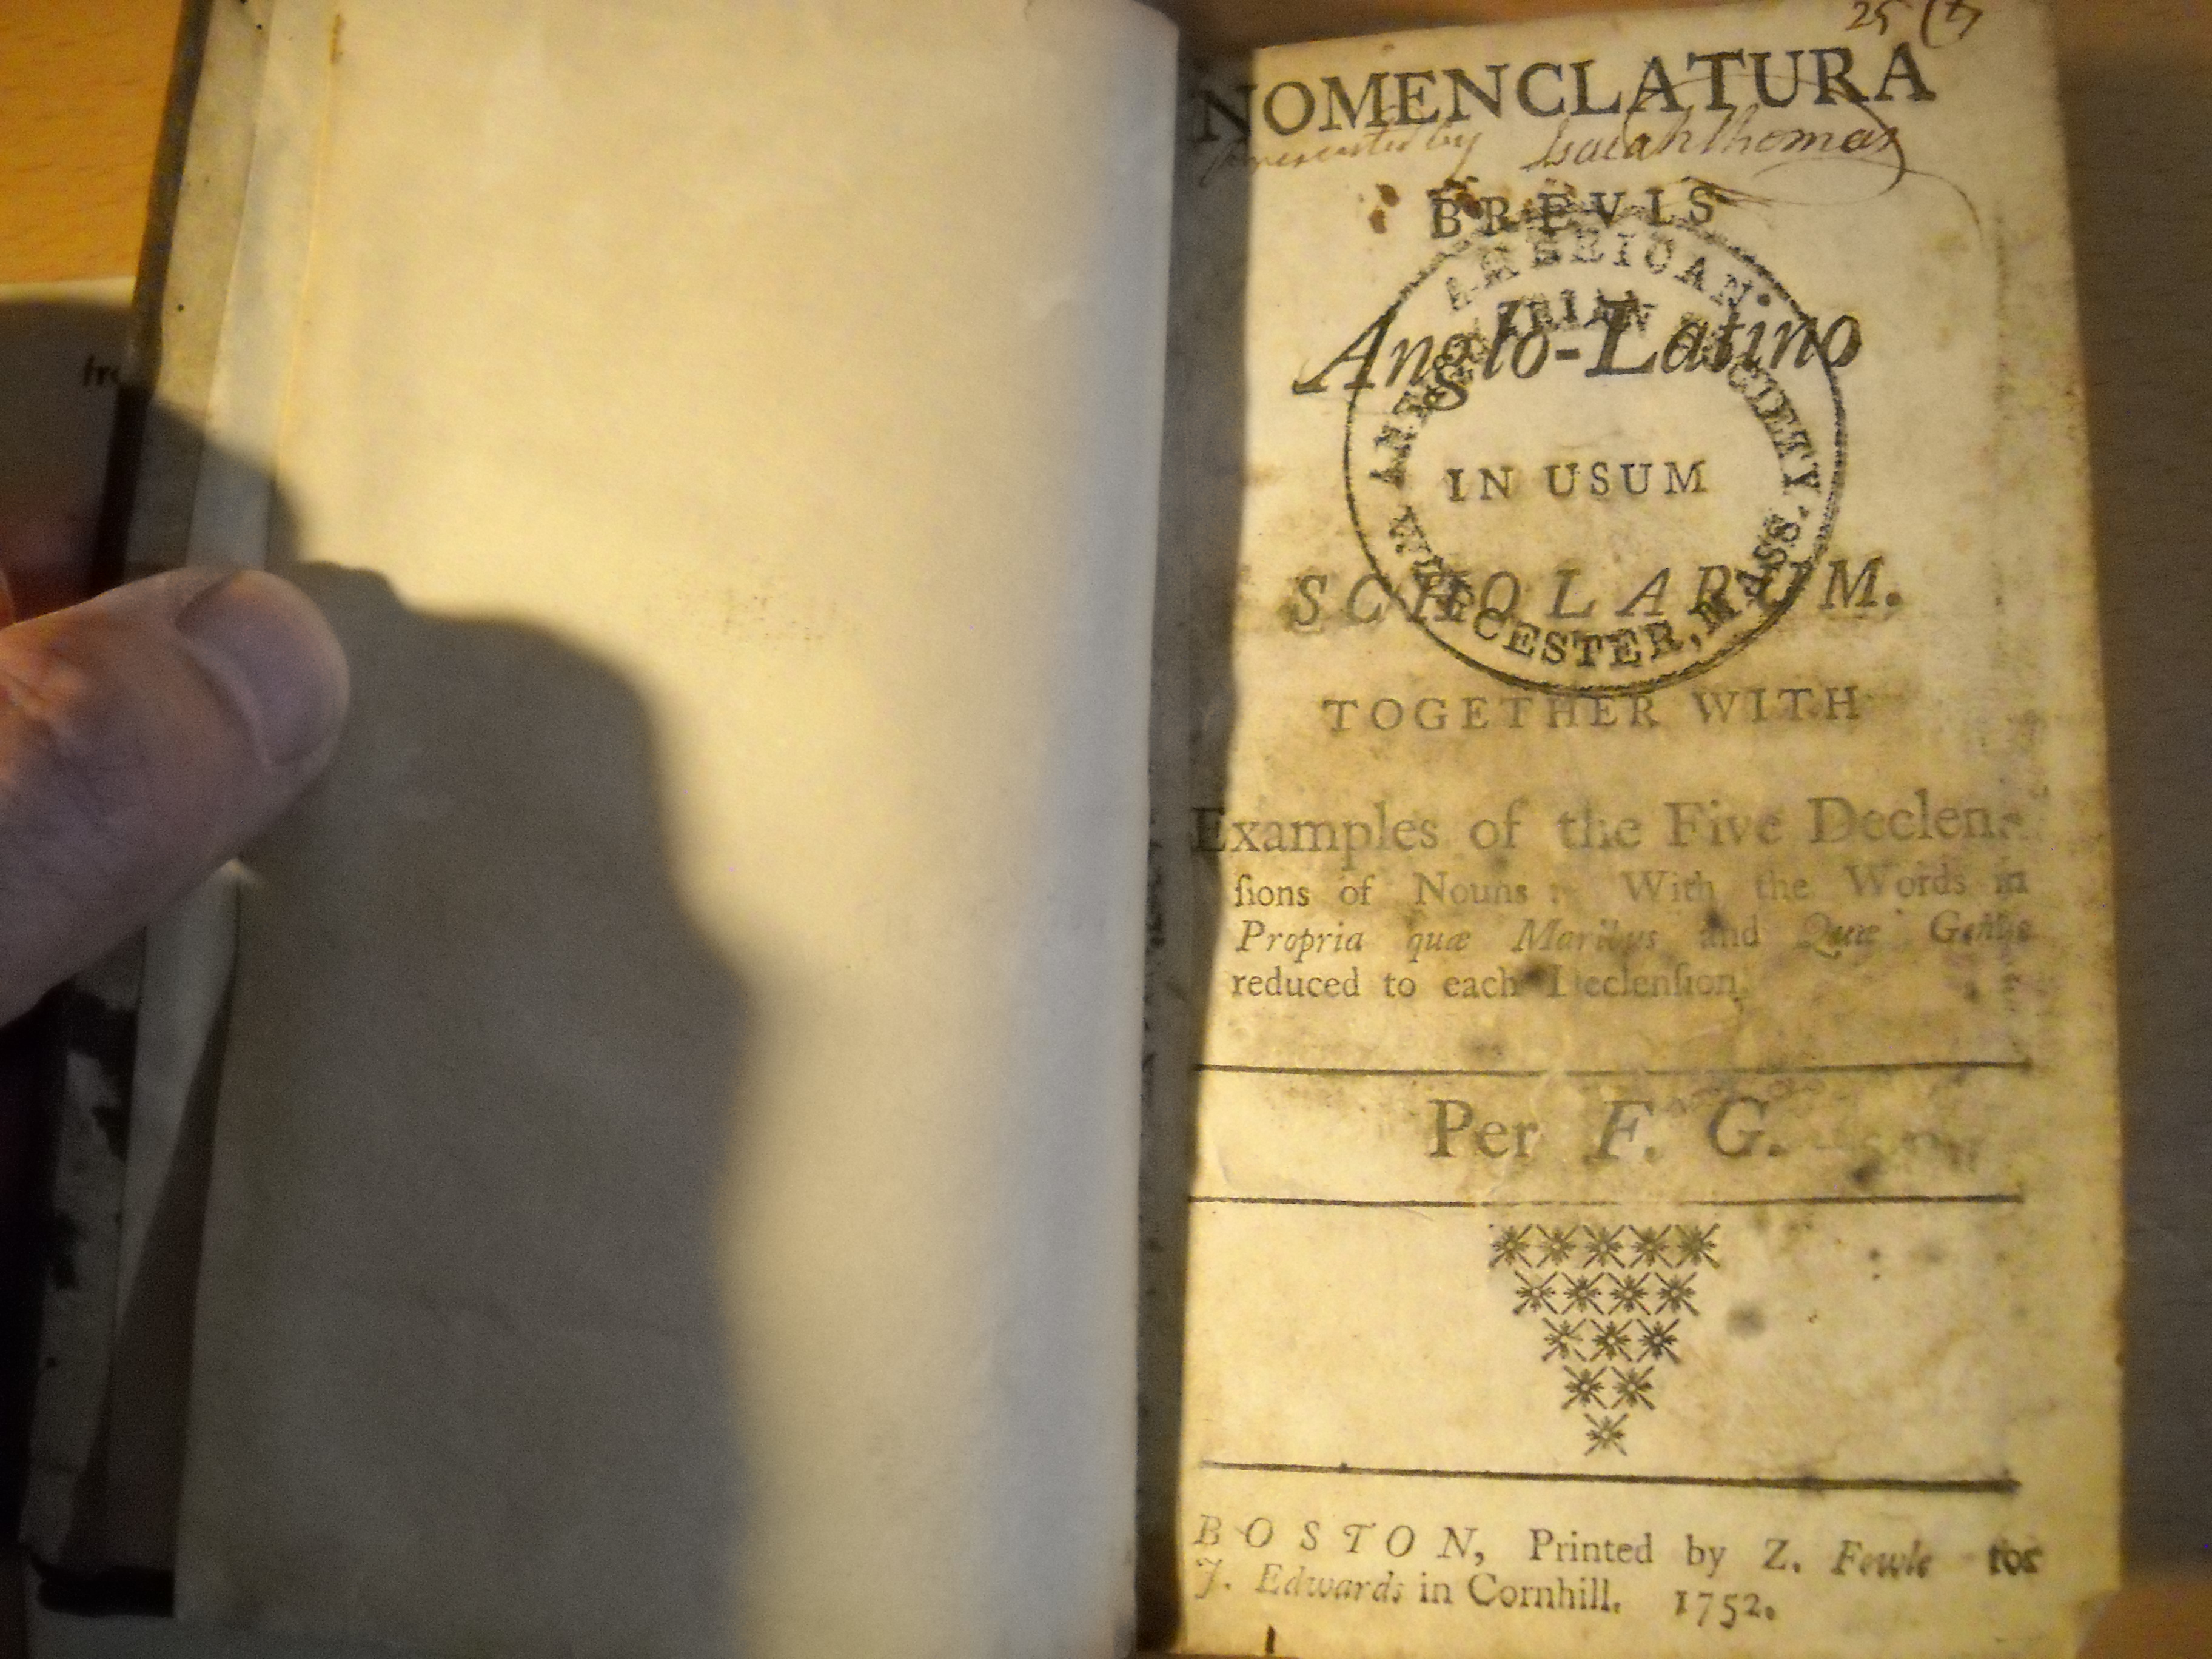 25
NOMENCLATURA
presented by Isaiah Thomas
BREVIS
AMERICAN
ANTIQUARIAN SOCIETY.
Anglo-Latino
IN USUM
SCHOLARUM.
WORCESTER, MASS.
TOGETHER WITH
Examples of the Five Declen-
ſions of Nouns: With the Words in
Propria quæ Maribus and Quæ Genus
reduced to each Declenſion.
Per F. G.
BOSTON, Printed by Z. Fowle for
J. Edwards in Cornhill. 1752.